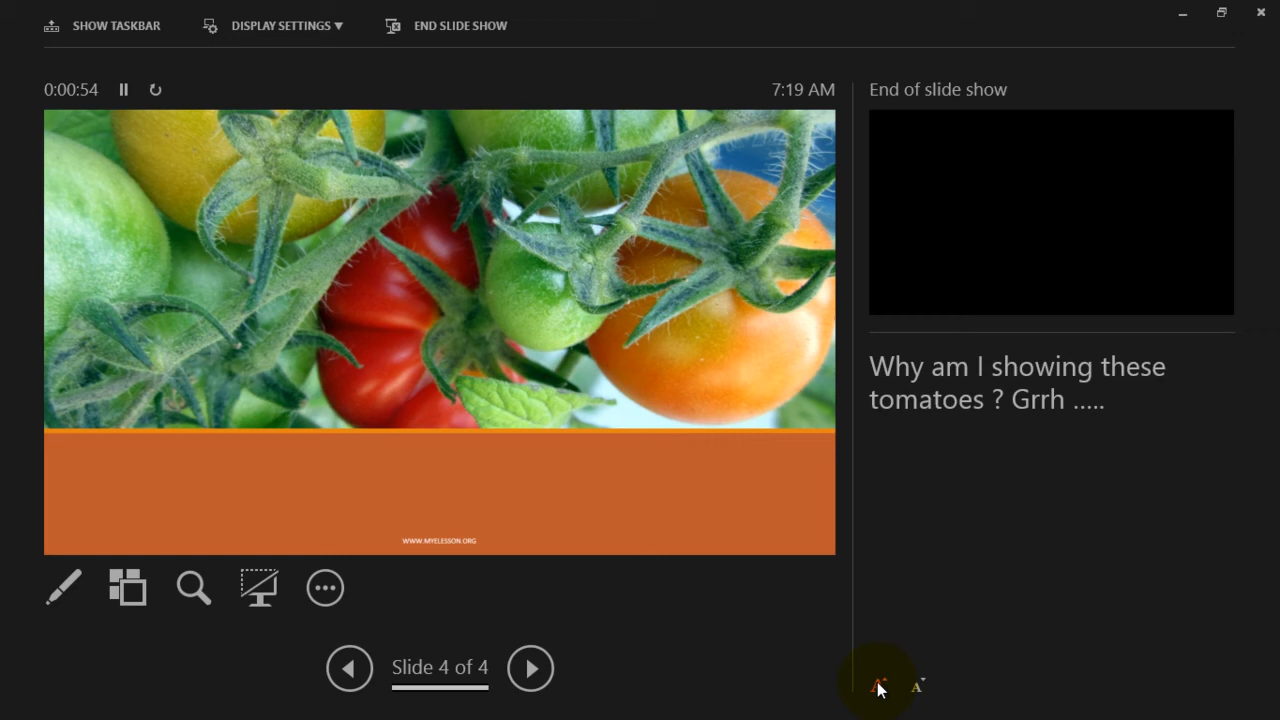 SHOW TASKBAR
DISPLAY SETTINGS ▼
END SLIDE SHOW
0:00:54
7:19 AM
End of slide show
Why am I showing these
tomatoes ? Grrh .....
WWW.MYELESSON.ORG
Slide 4 of 4
A
A